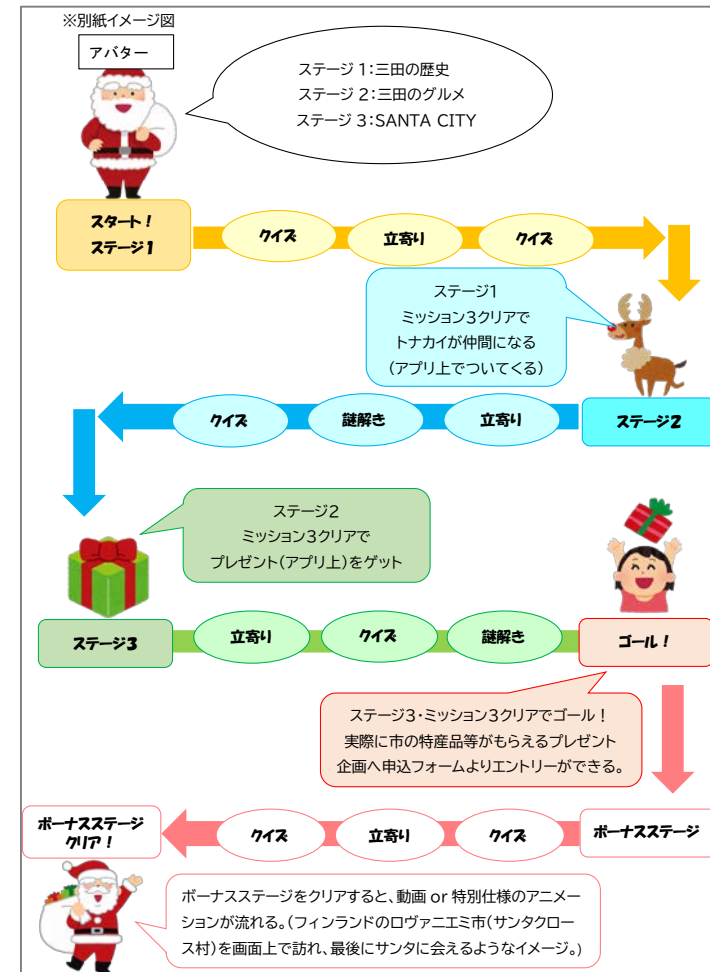 ※別紙イメージ図
アバター
ステージ1:三田の歴史
ステージ2:三田のグルメ
ステージ3:SANTA CITY
スタート!
ステージ1
クイズ
立寄り
クイズ
ステージ1
ミッション3クリアで
トナカイが仲間になる
(アプリ上でついてくる)
クイズ
謎解き
立寄り
ステージ2
ステージ2
ミッション3クリアで
プレゼント(アプリ上)をゲット
ステージ3
立寄り
クイズ
謎解き
ゴール!
ステージ3・ミッション3クリアでゴール!
実際に市の特産品等がもらえるプレゼント
企画へ申込フォームよりエントリーができる。
ボーナスステージ
クリア!
クイズ
立寄り
クイズ
ボーナスステージ
ボーナスステージをクリアすると、動画 or 特別仕様のアニメー
ションが流れる。(フィンランドのロヴァニエミ市(サンタクロー
ス村)を画面上で訪れ、最後にサンタに会えるようなイメージ。)